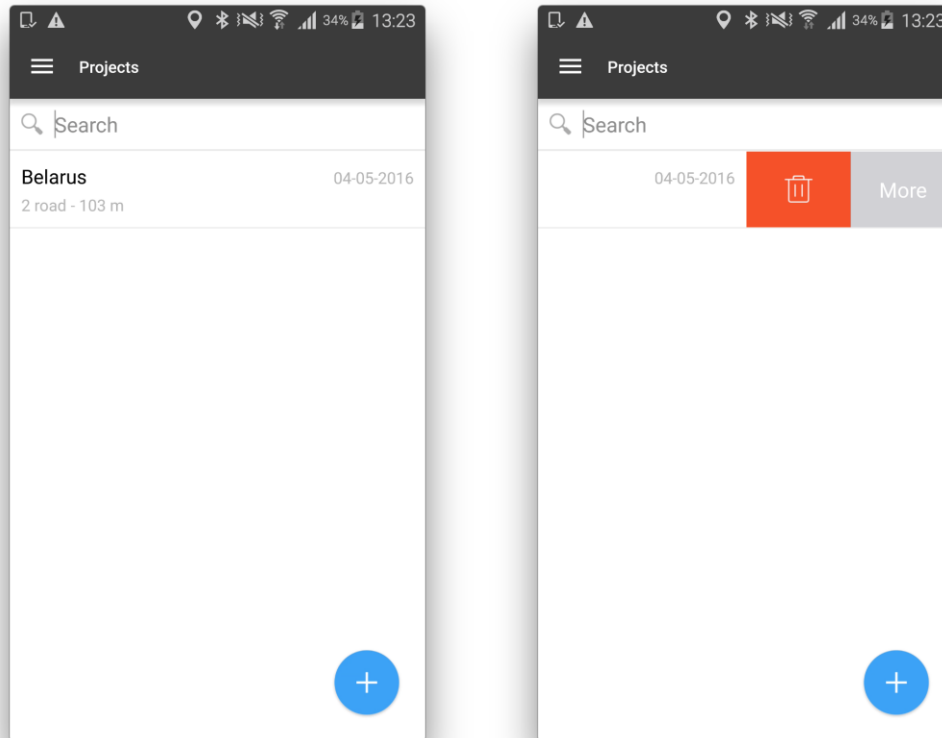 34% 13:23
Projects
Search
Belarus 04-05-2016
2 road - 103 m
34% 13:23
Projects
Search
04-05-2016 More